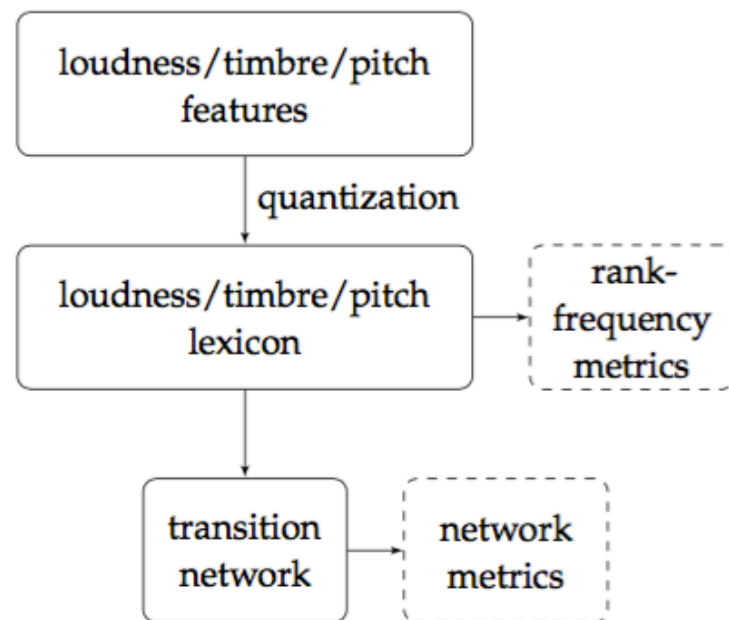 loudness/timbre/pitch
features
quantization
loudness/timbre/pitch
lexicon
rank-
frequency
metrics
transition
network
network
metrics